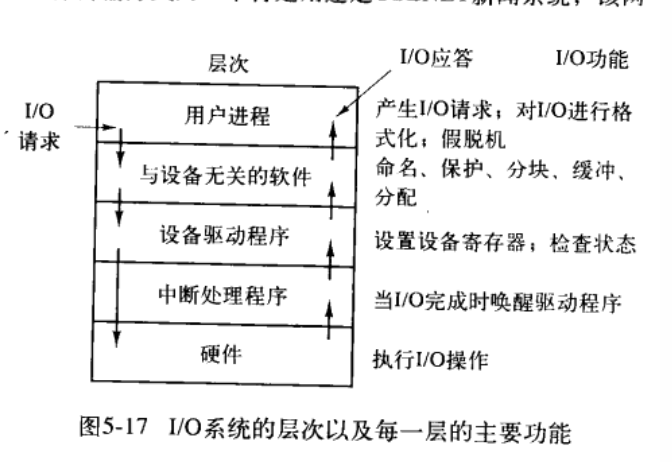 层次
I/O应答
I/O功能
I/O
请求
用户进程
产生I/O请求；对I/O进行格
式化；假脱机
与设备无关的软件
命名、保护、分块、缓冲、
分配
设备驱动程序
设置设备寄存器；检查状态
中断处理程序
当I/O完成时唤醒驱动程序
硬件
执行I/O操作
图5-17 I/O系统的层次以及每一层的主要功能